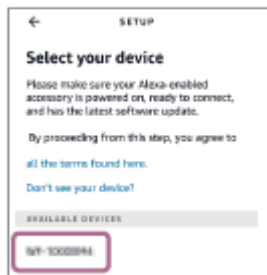 SETUP
Select your device
Please make sure your Alexa-enabled
accessory is powered on, ready to connect,
and has the latest software update.
By proceeding from this step, you agree to
all the terms found here.
Don't see your device?
AVAILABLE DEVICES